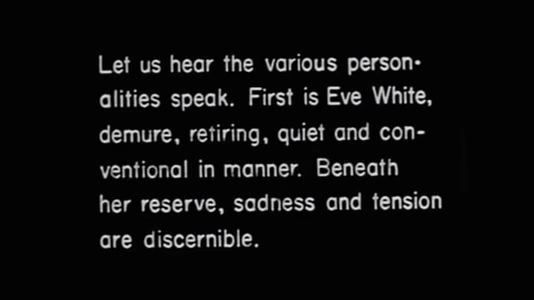 Let us hear the various person-
alities speak. First is Eve White,
demure, retiring, quiet and con-
ventional in manner. Beneath
her reserve, sadness and tension
are discernible.